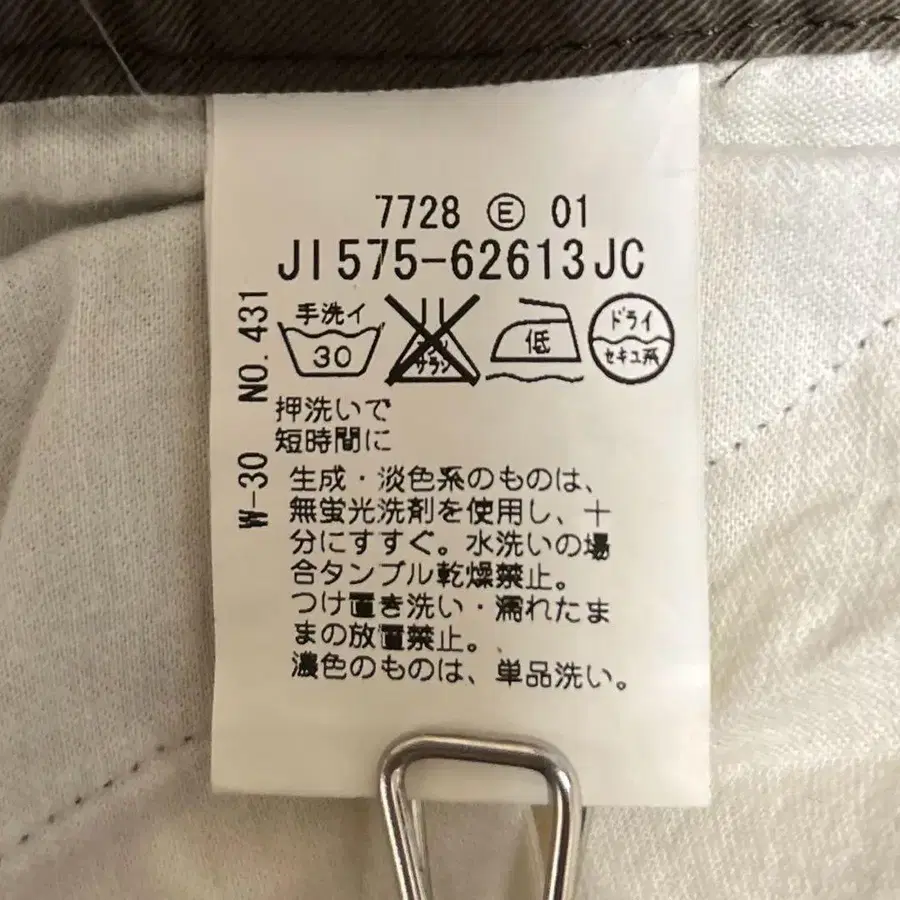 7728 Ⓔ 01
JI575-62613JC
W-30 NO.431
手洗イ
30
低
ドライ
セキユ系
押洗いで
短時間に
生成・淡色系のものは、
無蛍光洗剤を使用し、十
分にすすぐ。水洗いの場
合タンブル乾燥禁止。
つけ置き洗い・濡れたま
まの放置禁止。
濃色のものは、単品洗い。